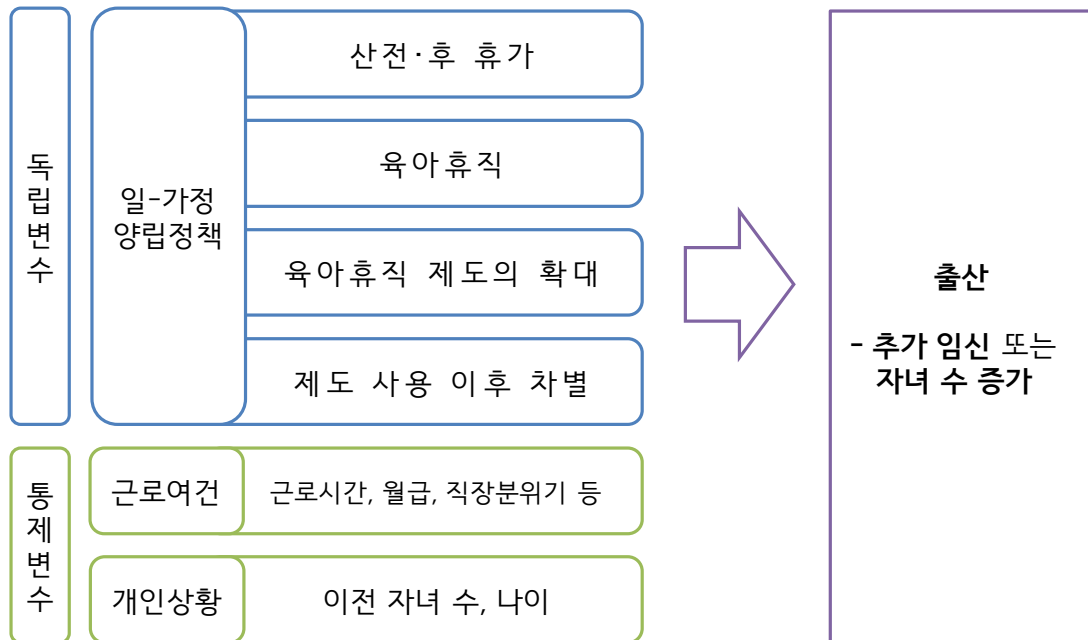 독립변수
일-가정
양립정책
산전·후 휴가
육아휴직
육아휴직 제도의 확대
제도 사용 이후 차별
통제변수
근로여건
근로시간, 월급, 직장분위기 등
개인상황
이전 자녀 수, 나이
출산
- 추가 임신 또는
자녀 수 증가